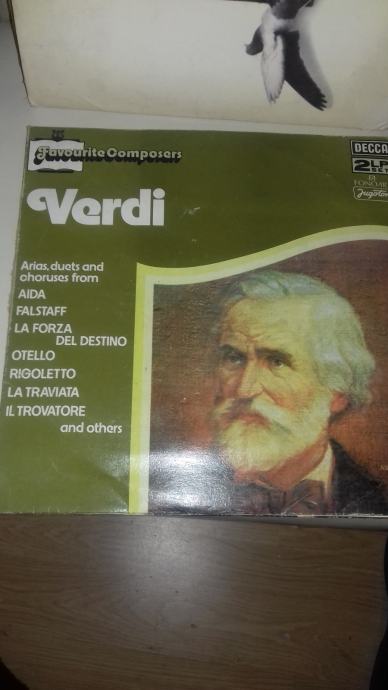 Favourite Composers
DECCA
2LP
Jugoton
Verdi
Arias, duets and
choruses from
AIDA
FALSTAFF
LA FORZA
DEL DESTINO
OTELLO
RIGOLETTO
LA TRAVIATA
IL TROVATORE
and others